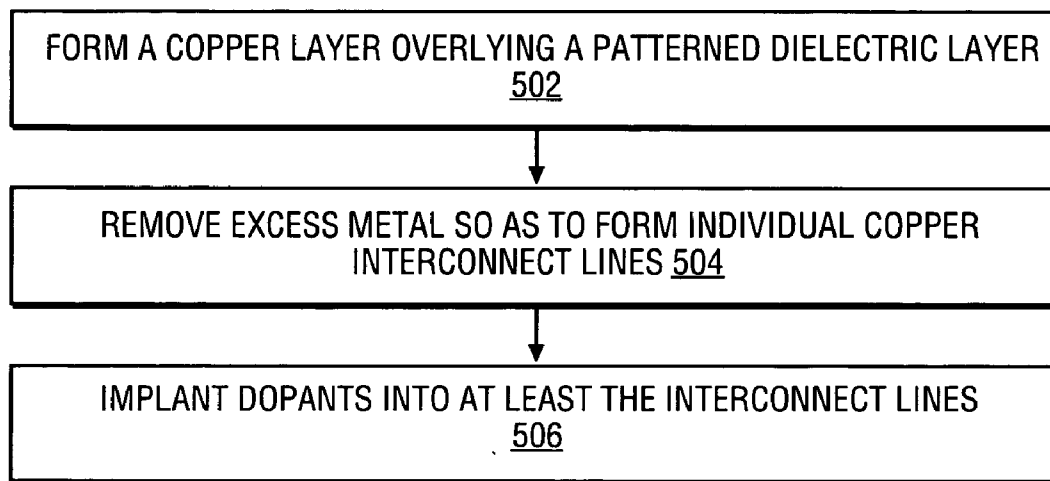 FORM A COPPER LAYER OVERLYING A PATTERNED DIELECTRIC LAYER
502
REMOVE EXCESS METAL SO AS TO FORM INDIVIDUAL COPPER
INTERCONNECT LINES 504
IMPLANT DOPANTS INTO AT LEAST THE INTERCONNECT LINES
506